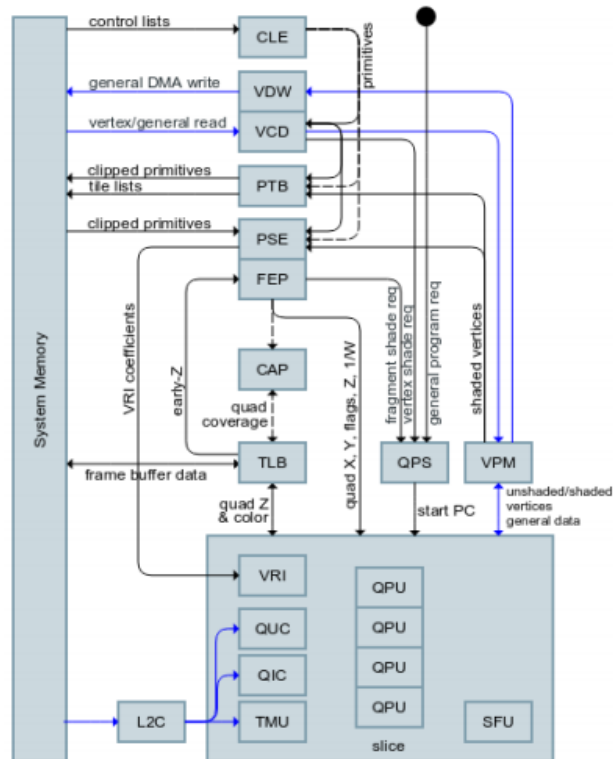 control lists
CLE
primitives
general DMA write
VDW
vertex/general read
VCD
clipped primitives
tile lists
PTB
clipped primitives
PSE
FEP
System Memory
VRI coefficients
early-Z
CAP
quad
coverage
quad X, Y, flags, Z, 1/W
fragment shade req
vertex shade req
general program req
shaded vertices
frame buffer data
TLB
QPS
VPM
quad Z
& color
start PC
unshaded/shaded
vertices
general data
VRI
QPU
QUC
QPU
QIC
QPU
L2C
TMU
QPU
SFU
slice